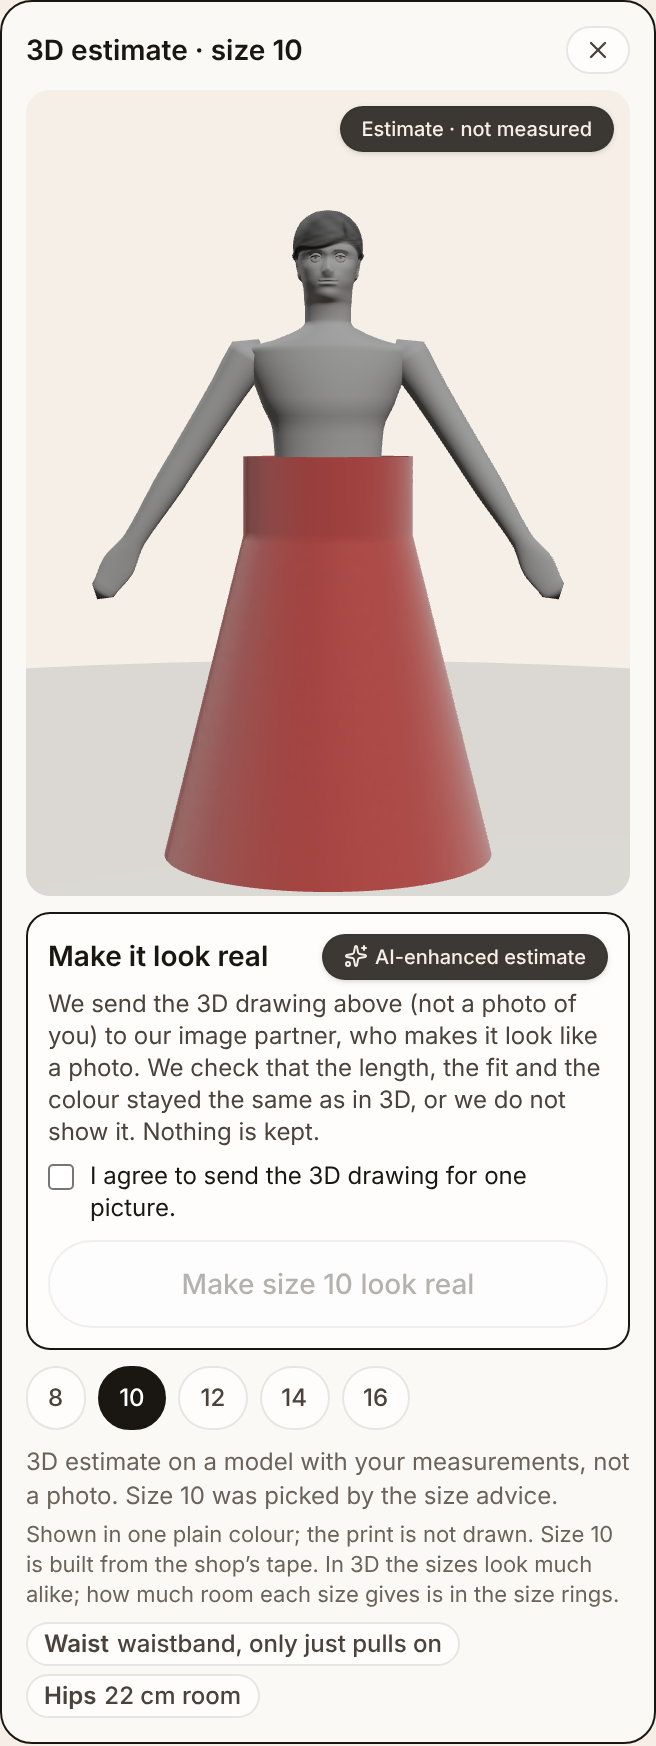 3D estimate · size 10
Estimate · not measured
Make it look real
AI-enhanced estimate
We send the 3D drawing above (not a photo of
you) to our image partner, who makes it look like
a photo. We check that the length, the fit and the
colour stayed the same as in 3D, or we do not
show it. Nothing is kept.
I agree to send the 3D drawing for one
picture.
Make size 10 look real
8 10 12 14 16
3D estimate on a model with your measurements, not
a photo. Size 10 was picked by the size advice.
Shown in one plain colour; the print is not drawn. Size 10
is built from the shop’s tape. In 3D the sizes look much
alike; how much room each size gives is in the size rings.
Waist waistband, only just pulls on
Hips 22 cm room